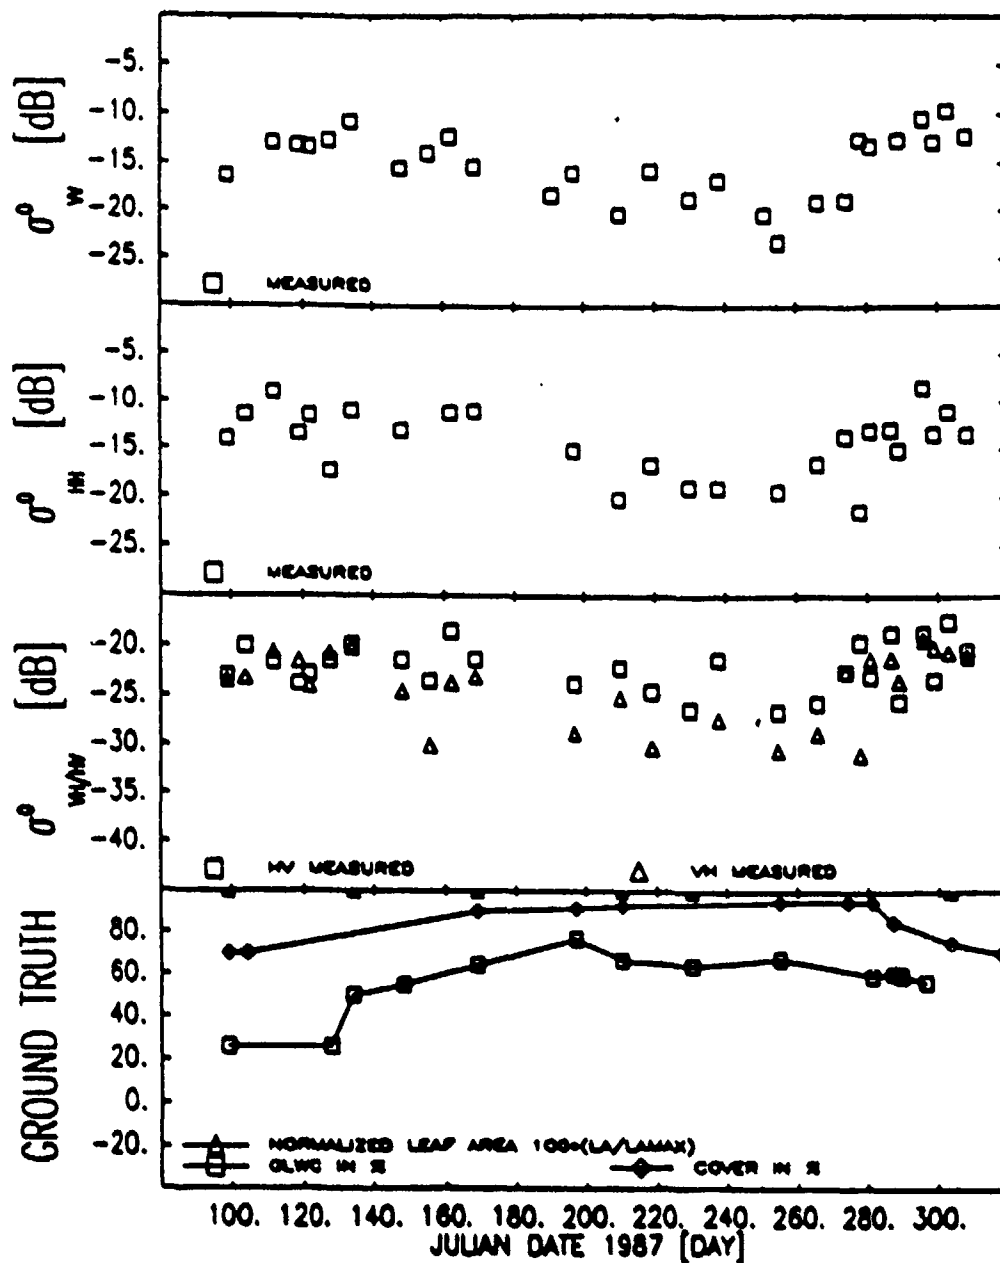 σ⁰ VV [dB]
-5.
-10.
-15.
-20.
-25.
MEASURED
σ⁰ HH [dB]
-5.
-10.
-15.
-20.
-25.
MEASURED
σ⁰ VH/HV [dB]
-20.
-25.
-30.
-35.
-40.
HV MEASURED
VH MEASURED
GROUND TRUTH
80.
60.
40.
20.
0.
-20.
NORMALIZED LEAF AREA 100*(LA/LAMAX)
GLWC IN %
COVER IN %
100. 120. 140. 160. 180. 200. 220. 240. 260. 280. 300.
JULIAN DATE 1987 [DAY]